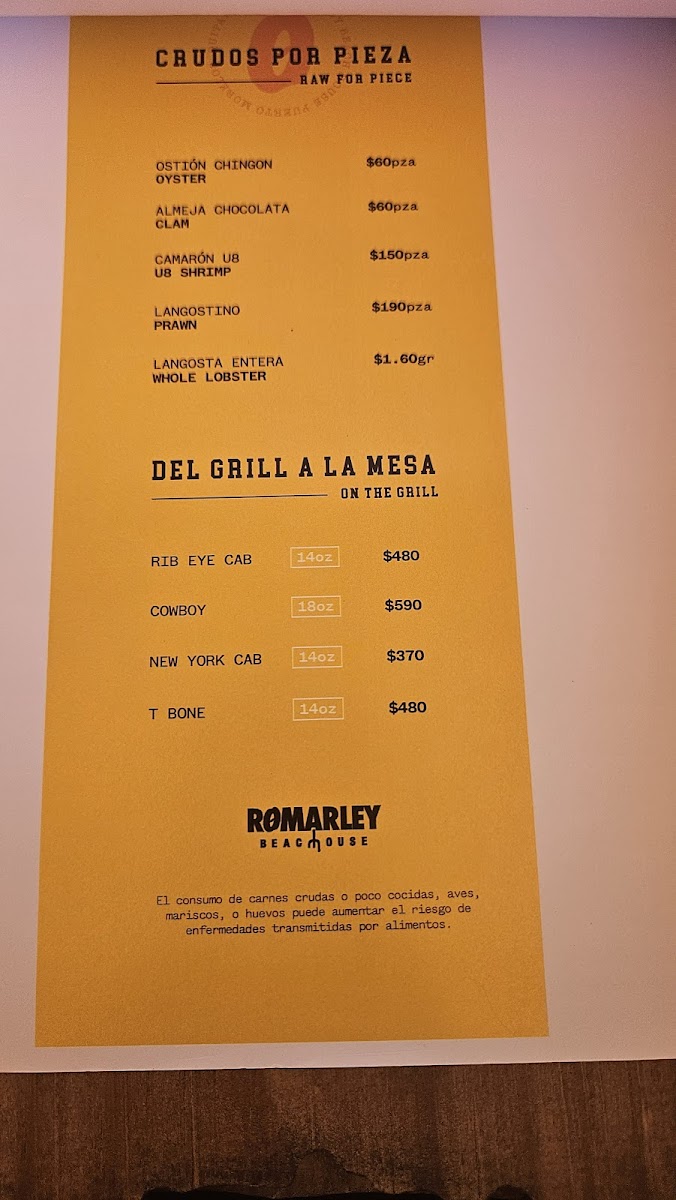 CRUDOS POR PIEZA
RAW FOR PIECE
OSTIÓN CHINGON $60pza
OYSTER
ALMEJA CHOCOLATA $60pza
CLAM
CAMARÓN U8 $150pza
U8 SHRIMP
LANGOSTINO $190pza
PRAWN
LANGOSTA ENTERA $1.60gr
WHOLE LOBSTER
DEL GRILL A LA MESA
ON THE GRILL
RIB EYE CAB 14oz $480
COWBOY 18oz $590
NEW YORK CAB 14oz $370
T BONE 14oz $480
RØMARLEY
BEACHOUSE
El consumo de carnes crudas o poco cocidas, aves,
mariscos, o huevos puede aumentar el riesgo de
enfermedades transmitidas por alimentos.